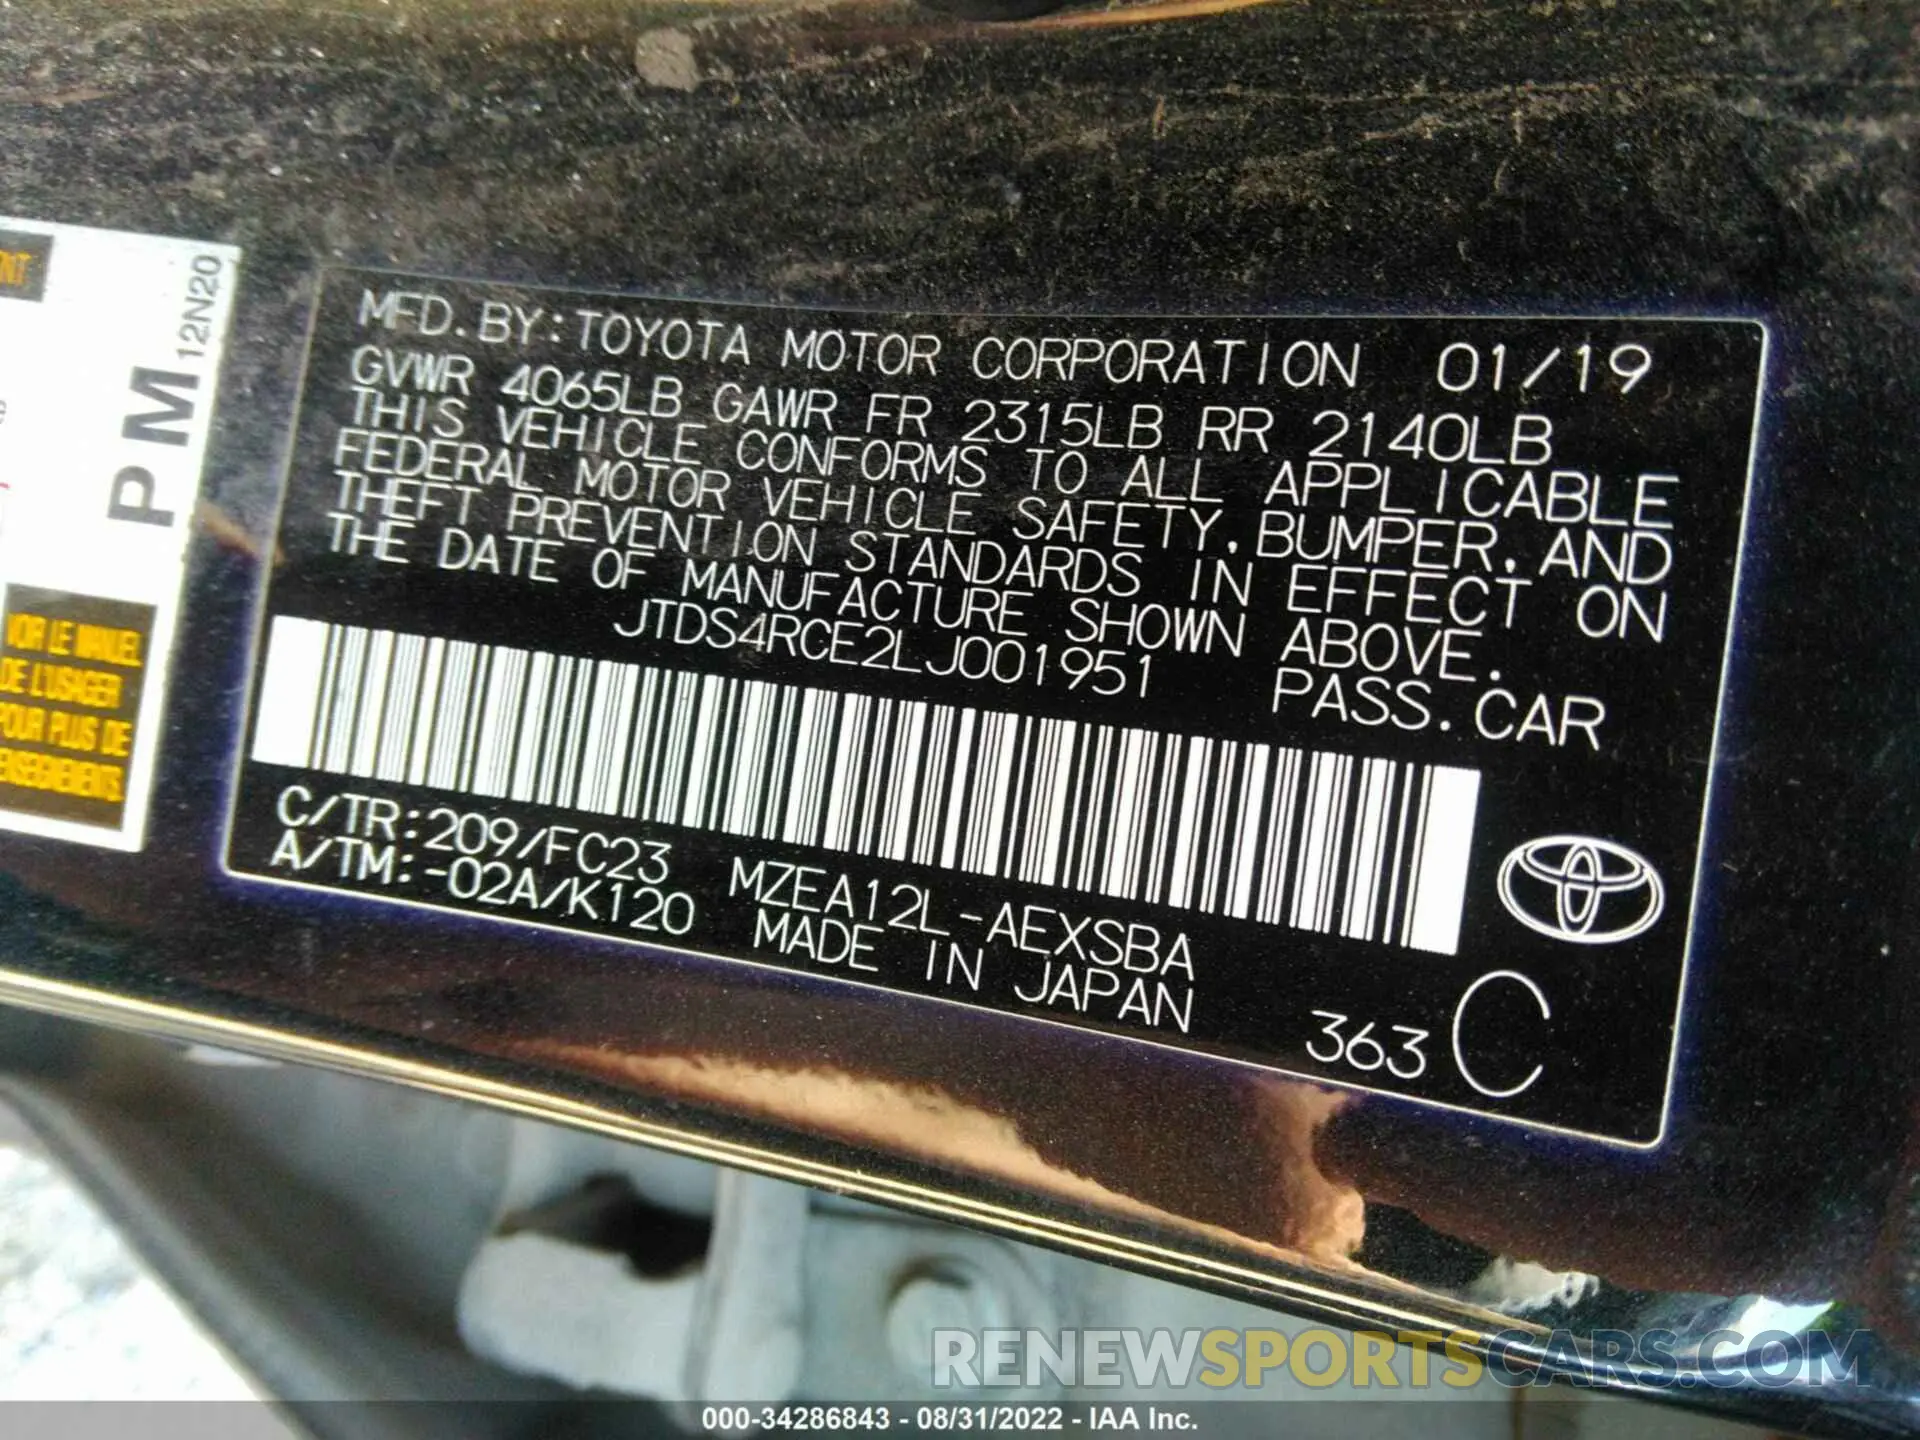 NT
PM 12N20
VOIR LE MANUEL
DE L'USAGER
POUR PLUS DE
ENSEIGNEMENTS.
MFD. BY: TOYOTA MOTOR CORPORATION 01/19
GVWR 4065LB GAWR FR 2315LB RR 2140LB
THIS VEHICLE CONFORMS TO ALL APPLICABLE
FEDERAL MOTOR VEHICLE SAFETY, BUMPER, AND
THEFT PREVENTION STANDARDS IN EFFECT ON
THE DATE OF MANUFACTURE SHOWN ABOVE.
JTDS4RCE2LJ001951 PASS. CAR
C/TR: 209/FC23 MZEA12L-AEXSBA
A/TM: -02A/K120 MADE IN JAPAN
363 C
RENEWSPORTSCARS.COM
000-34286843 - 08/31/2022 - IAA Inc.